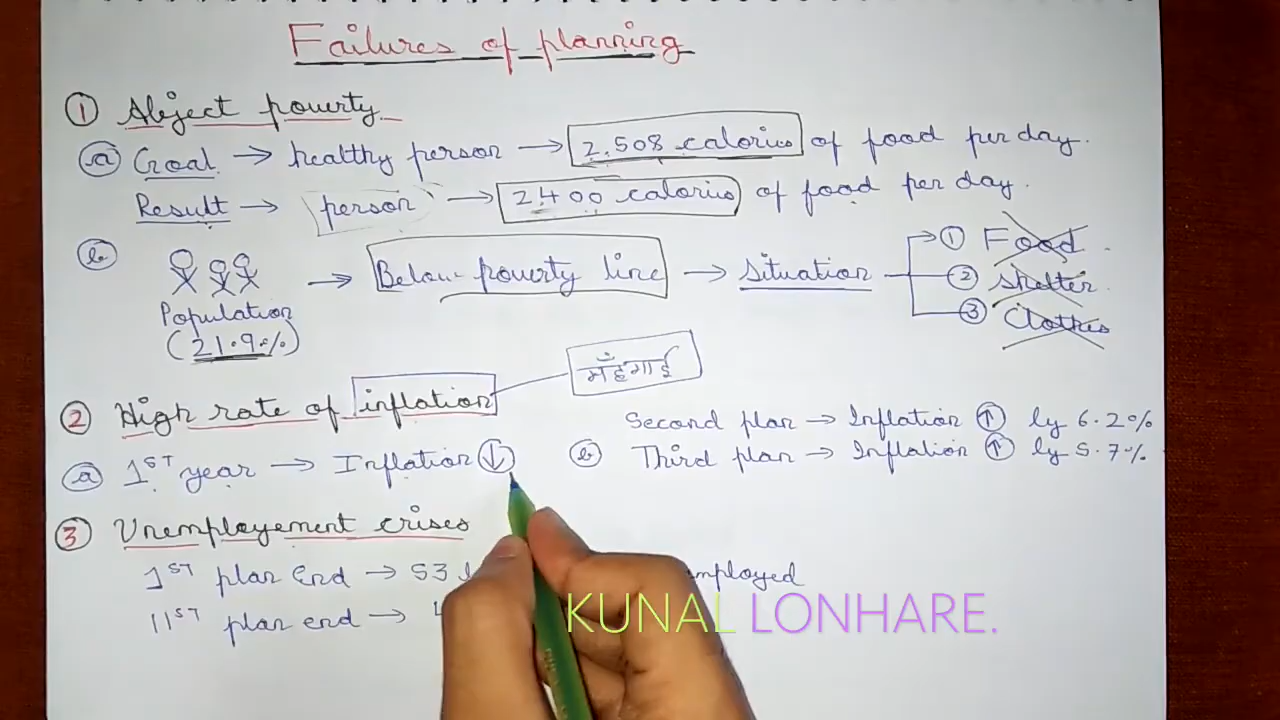 Failures of planning
① Abject poverty
ⓐ Goal → healthy person → 2,508 calories of food per day.
Result → person → 2,400 calories of food per day.
ⓑ Below poverty line → Situation
① Food
② Shelter
③ Clothes
Population
(21.9%)
② High rate of inflation
मँहगाई
ⓐ 1ST year → Inflation ↓
Second plan → Inflation ↑ by 6.2%
ⓑ Third plan → Inflation ↑ by 5.7%
③ Unemployement crises
1ST plan End → 53
11ST plan end →
KUNAL LONHARE.